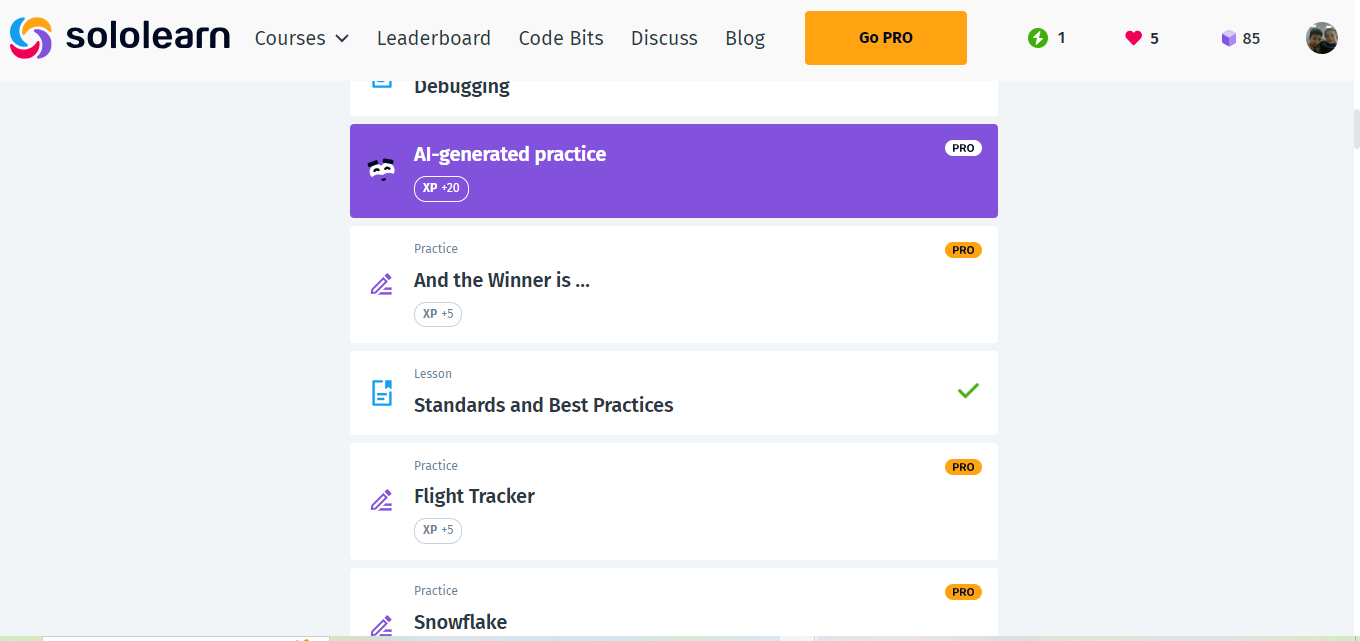 sololearn Courses Leaderboard Code Bits Discuss Blog Go PRO 1 5 85
Debugging
AI-generated practice PRO
XP +20
Practice PRO
And the Winner is ...
XP +5
Lesson
Standards and Best Practices
Practice PRO
Flight Tracker
XP +5
Practice PRO
Snowflake